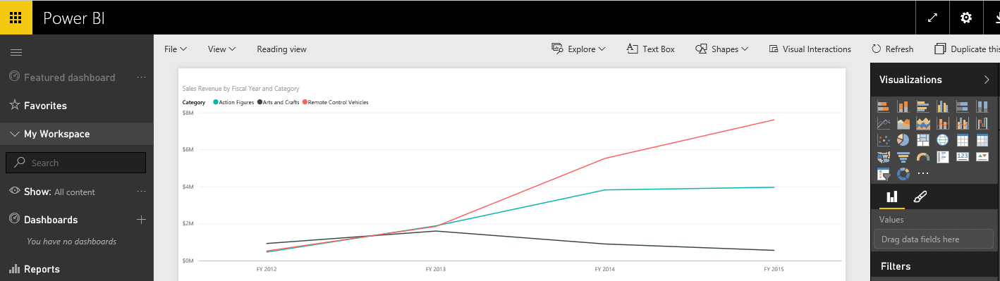 Power BI
File View Reading view Explore Text Box Shapes Visual Interactions Refresh Duplicate this
Featured dashboard ...
Favorites
My Workspace
Search
Show: All content ...
Dashboards +
You have no dashboards
Reports
Sales Revenue by Fiscal Year and Category
Category Action Figures Arts and Crafts Remote Control Vehicles
$8M
$6M
$4M
$2M
$0M
FY 2012 FY 2013 FY 2014 FY 2015
Visualizations
123
...
Values
Drag data fields here
Filters